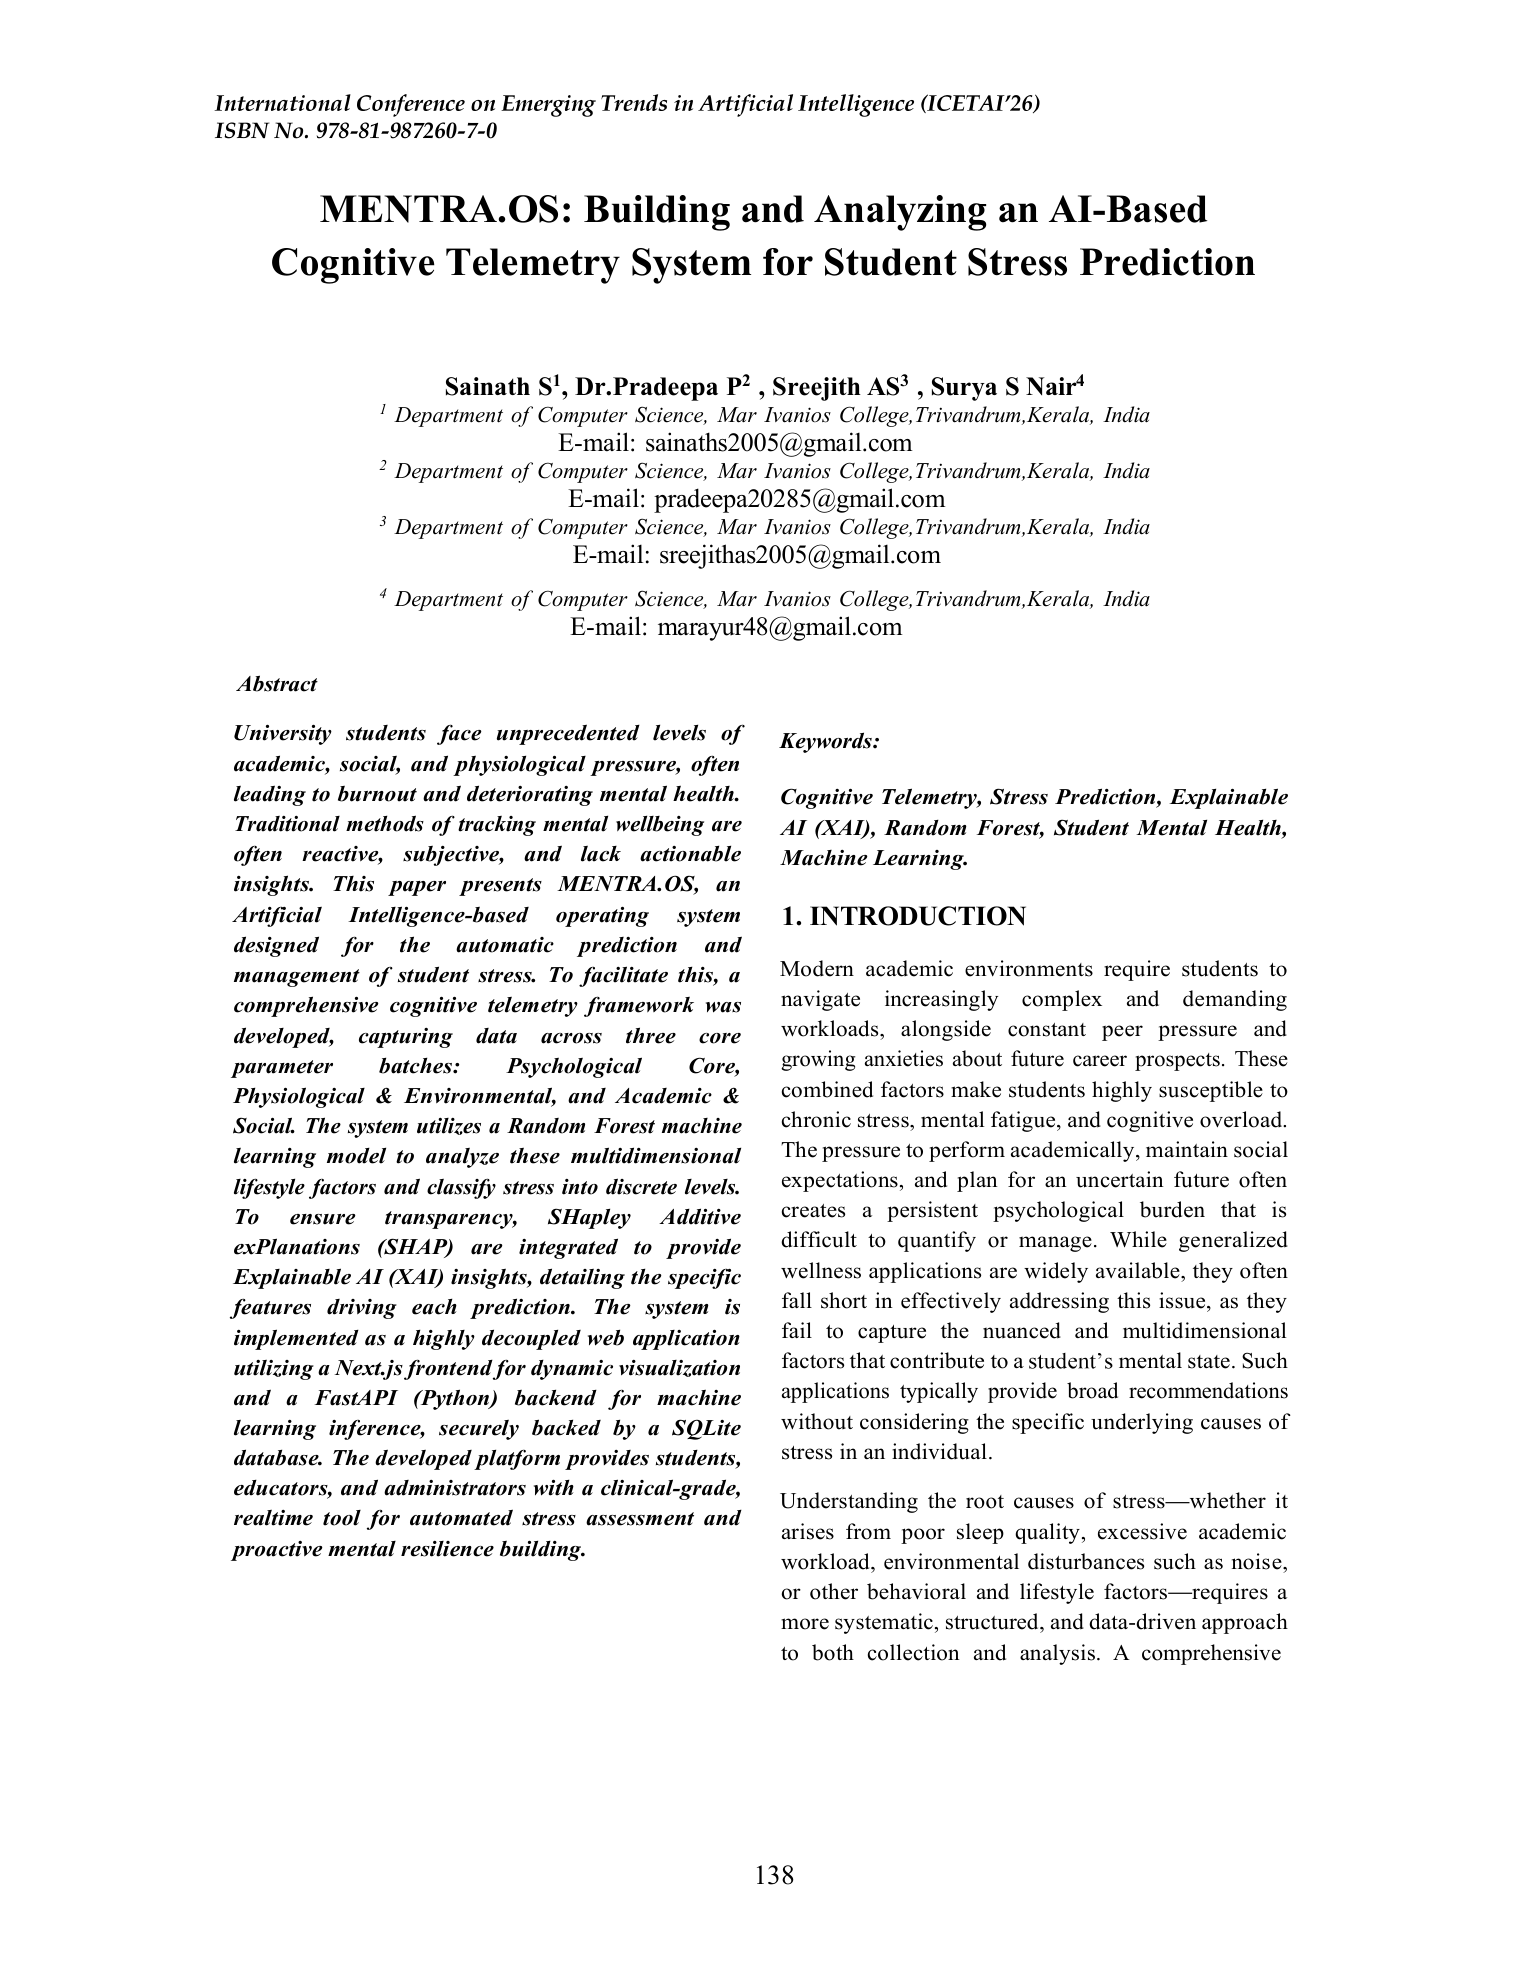 International Conference on Emerging Trends in Artificial Intelligence (ICETAI’26)
ISBN No. 978-81-987260-7-0
MENTRA.OS: Building and Analyzing an AI-Based
Cognitive Telemetry System for Student Stress Prediction
Sainath S1, Dr.Pradeepa P2 , Sreejith AS3 , Surya S Nair4
1 Department of Computer Science, Mar Ivanios College,Trivandrum,Kerala, India
E-mail: sainaths2005@gmail.com
2 Department of Computer Science, Mar Ivanios College,Trivandrum,Kerala, India
E-mail: pradeepa20285@gmail.com
3 Department of Computer Science, Mar Ivanios College,Trivandrum,Kerala, India
E-mail: sreejithas2005@gmail.com
4 Department of Computer Science, Mar Ivanios College,Trivandrum,Kerala, India
E-mail: marayur48@gmail.com
Abstract
University students face unprecedented levels of
academic, social, and physiological pressure, often
leading to burnout and deteriorating mental health.
Traditional methods of tracking mental wellbeing are
often reactive, subjective, and lack actionable
insights. This paper presents MENTRA.OS, an
Artificial Intelligence-based operating system
designed for the automatic prediction and
management of student stress. To facilitate this, a
comprehensive cognitive telemetry framework was
developed, capturing data across three core
parameter batches: Psychological Core,
Physiological & Environmental, and Academic &
Social. The system utilizes a Random Forest machine
learning model to analyze these multidimensional
lifestyle factors and classify stress into discrete levels.
To ensure transparency, SHapley Additive
exPlanations (SHAP) are integrated to provide
Explainable AI (XAI) insights, detailing the specific
features driving each prediction. The system is
implemented as a highly decoupled web application
utilizing a Next.js frontend for dynamic visualization
and a FastAPI (Python) backend for machine
learning inference, securely backed by a SQLite
database. The developed platform provides students,
educators, and administrators with a clinical-grade,
realtime tool for automated stress assessment and
proactive mental resilience building.
Keywords:
Cognitive Telemetry, Stress Prediction, Explainable
AI (XAI), Random Forest, Student Mental Health,
Machine Learning.
1. INTRODUCTION
Modern academic environments require students to
navigate increasingly complex and demanding
workloads, alongside constant peer pressure and
growing anxieties about future career prospects. These
combined factors make students highly susceptible to
chronic stress, mental fatigue, and cognitive overload.
The pressure to perform academically, maintain social
expectations, and plan for an uncertain future often
creates a persistent psychological burden that is
difficult to quantify or manage. While generalized
wellness applications are widely available, they often
fall short in effectively addressing this issue, as they
fail to capture the nuanced and multidimensional
factors that contribute to a student’s mental state. Such
applications typically provide broad recommendations
without considering the specific underlying causes of
stress in an individual.
Understanding the root causes of stress—whether it
arises from poor sleep quality, excessive academic
workload, environmental disturbances such as noise,
or other behavioral and lifestyle factors—requires a
more systematic, structured, and data-driven approach
to both collection and analysis. A comprehensive
138